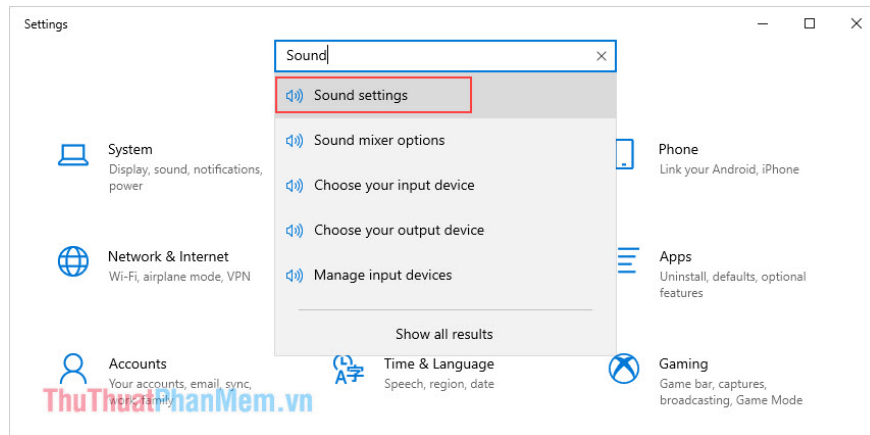 Settings
Sound
Sound settings
Sound mixer options
Choose your input device
Choose your output device
Manage input devices
Show all results
System
Display, sound, notifications,
power
Phone
Link your Android, iPhone
Network & Internet
Wi-Fi, airplane mode, VPN
Apps
Uninstall, defaults, optional
features
Accounts
Your accounts, email, sync,
work, family
Time & Language
Speech, region, date
Gaming
Game bar, captures,
broadcasting, Game Mode
ThuThuatPhanMem.vn